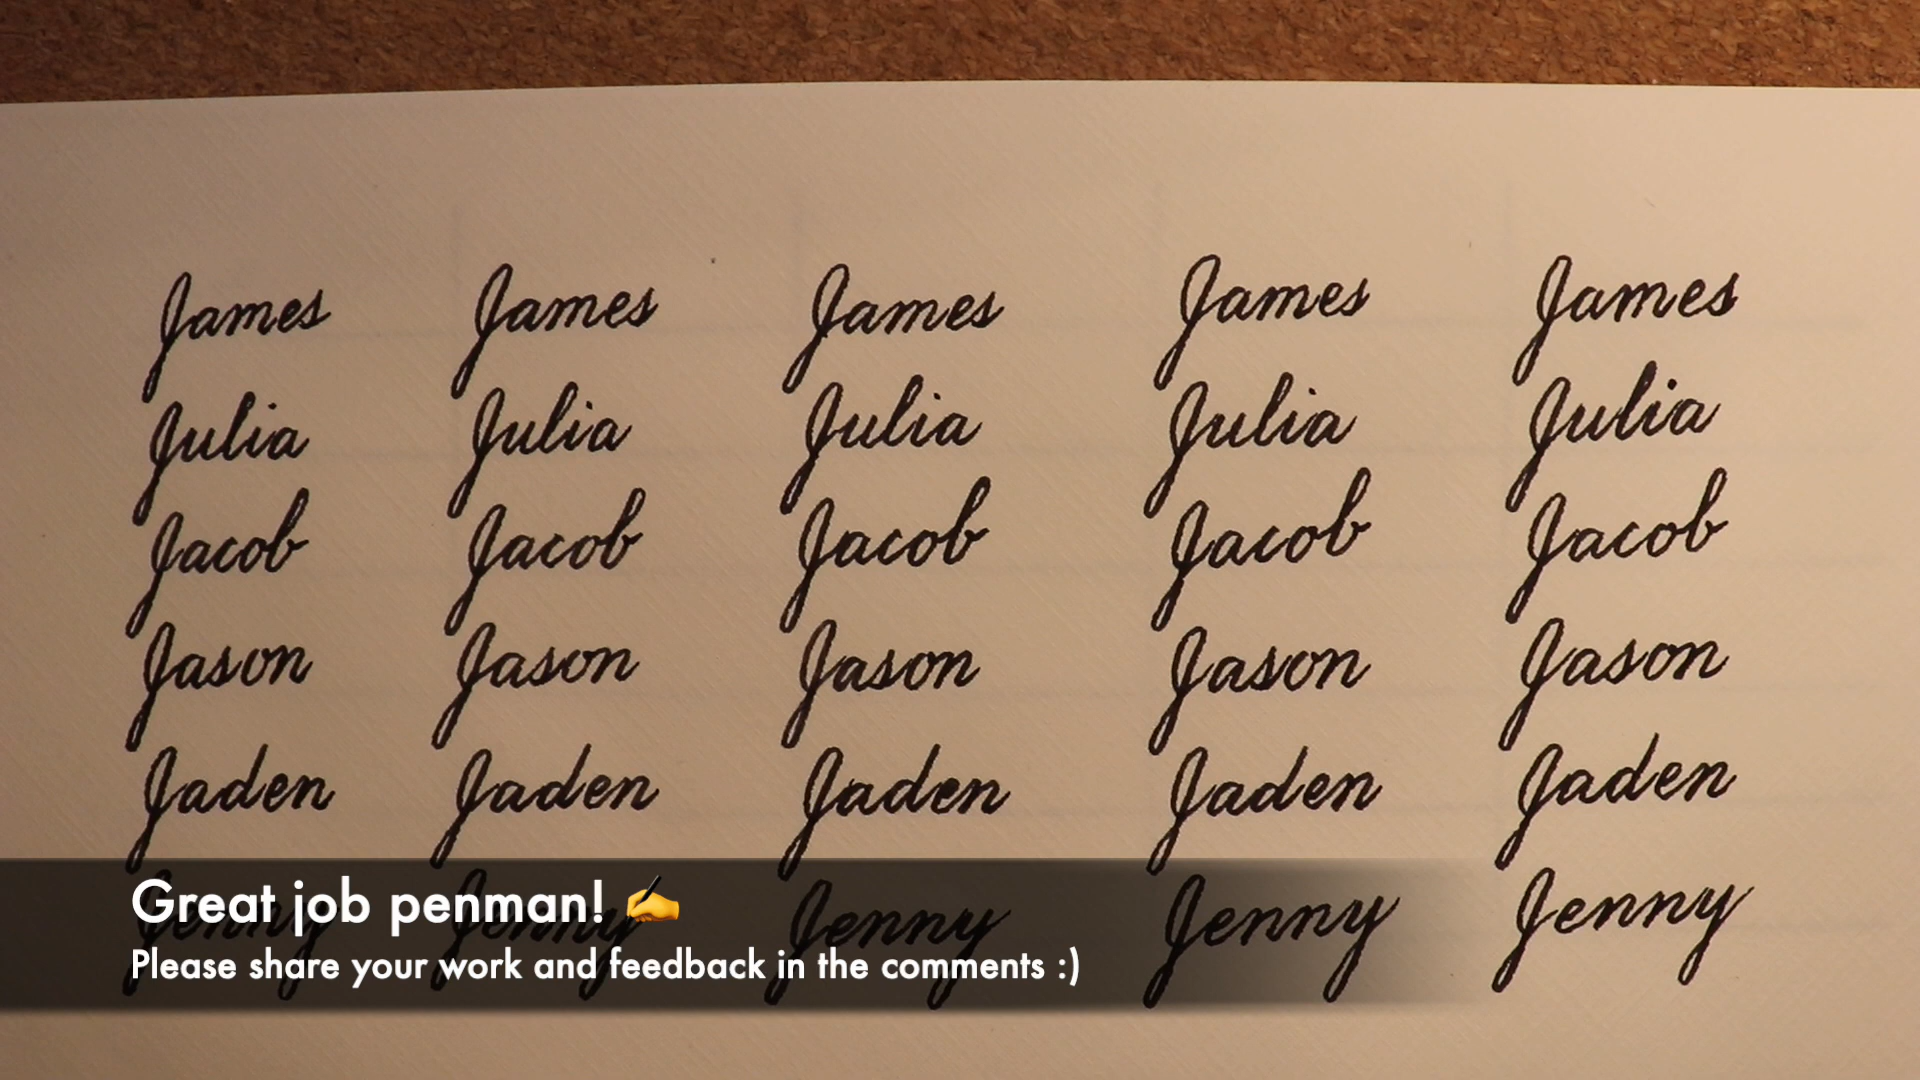 James James James James James
Julia Julia Julia Julia Julia
Jacob Jacob Jacob Jacob Jacob
Jason Jason Jason Jason Jason
Jaden Jaden Jaden Jaden Jaden
Jenny Jenny Jenny Jenny Jenny
Great job penman! ✍️
Please share your work and feedback in the comments :)